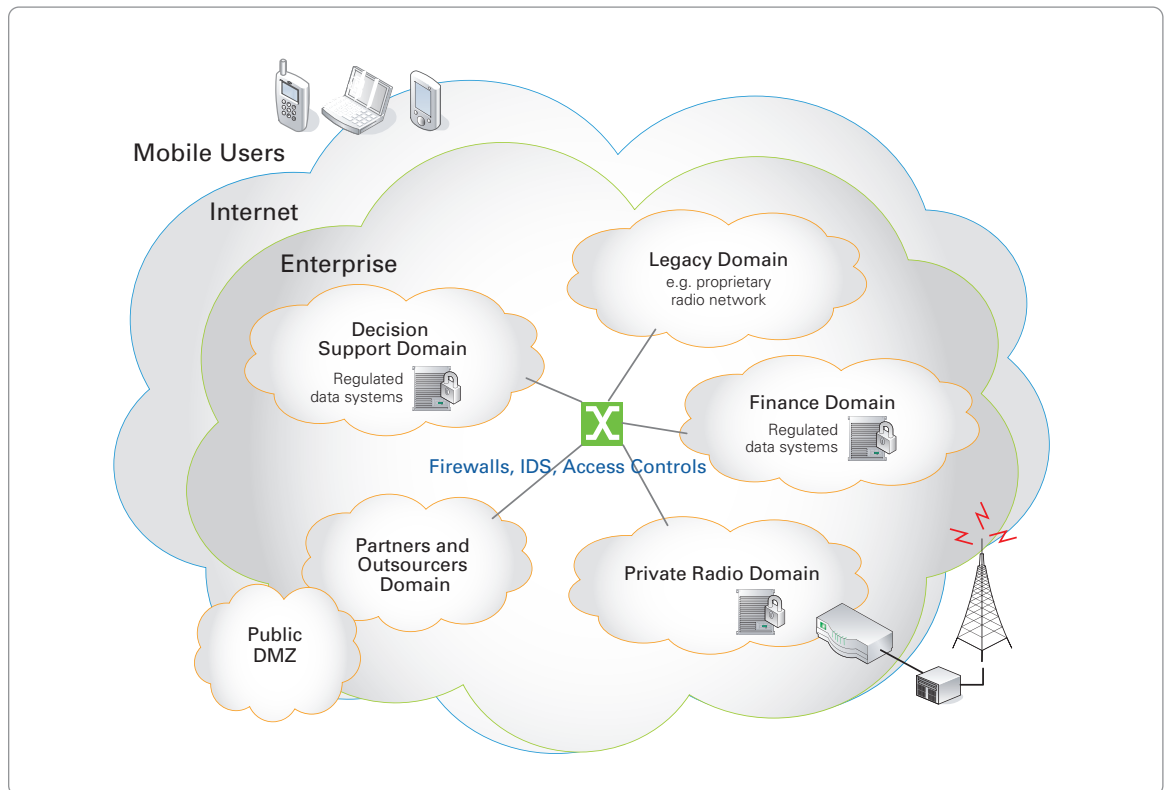 Mobile Users
Internet
Enterprise
Legacy Domain
e.g. proprietary
radio network
Decision
Support Domain
Regulated
data systems
Finance Domain
Regulated
data systems
Firewalls, IDS, Access Controls
Partners and
Outsourcers
Domain
Private Radio Domain
Public
DMZ